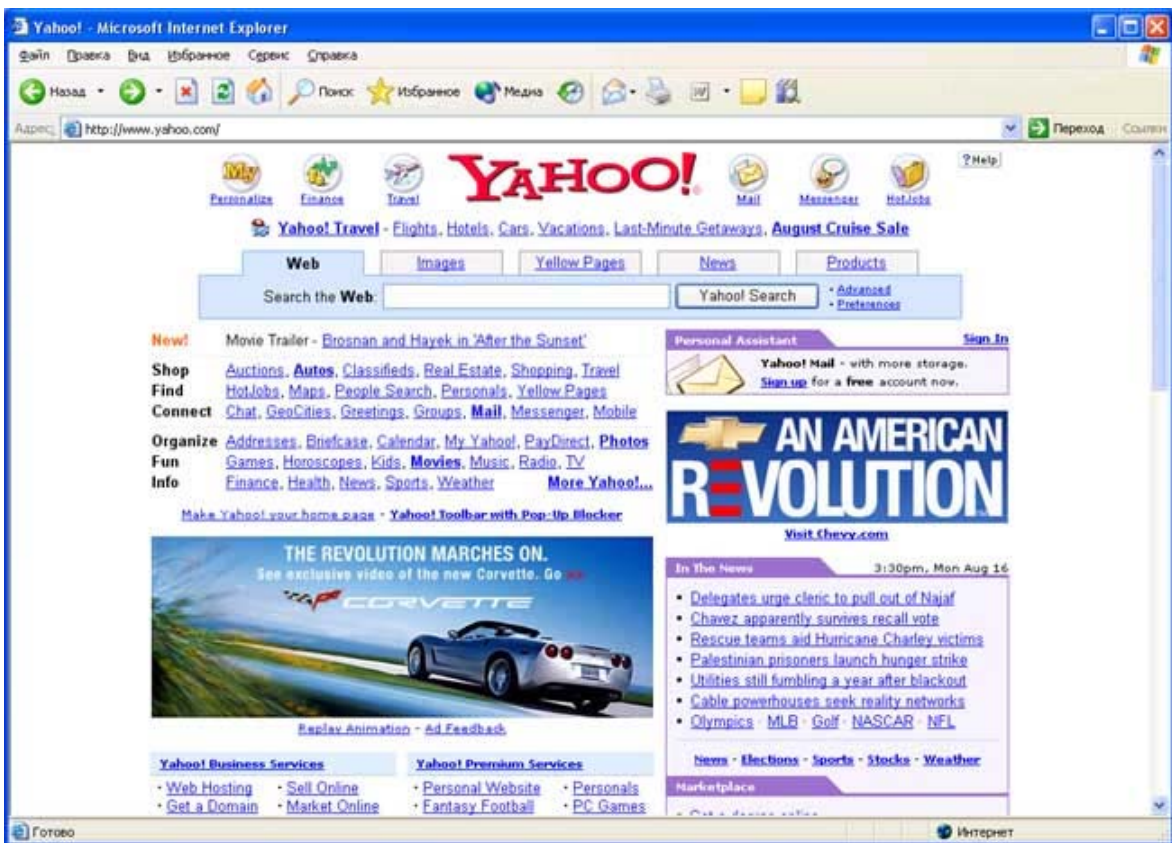 Yahoo! - Microsoft Internet Explorer
Файл Правка Вид Избранное Сервис Справка
Назад Поиск Избранное Медиа
Адрес: http://www.yahoo.com/ Переход Ссылки
My YAHOO! ?Help
Personalize Finance Travel Mail Messenger HotJobs
Yahoo! Travel - Flights, Hotels, Cars, Vacations, Last-Minute Getaways, August Cruise Sale
Web Images Yellow Pages News Products
Search the Web: Yahoo! Search · Advanced
· Preferences
New! Movie Trailer - Brosnan and Hayek in 'After the Sunset'
Shop Auctions, Autos, Classifieds, Real Estate, Shopping, Travel
Find HotJobs, Maps, People Search, Personals, Yellow Pages
Connect Chat, GeoCities, Greetings, Groups, Mail, Messenger, Mobile
Organize Addresses, Briefcase, Calendar, My Yahoo!, PayDirect, Photos
Fun Games, Horoscopes, Kids, Movies, Music, Radio, TV
Info Finance, Health, News, Sports, Weather More Yahoo!...
Make Yahoo! your home page - Yahoo! Toolbar with Pop-Up Blocker
THE REVOLUTION MARCHES ON.
See exclusive video of the new Corvette. Go >>
CORVETTE
Replay Animation - Ad Feedback
Yahoo! Business Services Yahoo! Premium Services
· Web Hosting · Sell Online · Personal Website · Personals
· Get a Domain · Market Online · Fantasy Football · PC Games
Personal Assistant Sign In
Yahoo! Mail - with more storage.
Sign up for a free account now.
AN AMERICAN
REVOLUTION
Visit Chevy.com
In The News 3:30pm, Mon Aug 16
• Delegates urge cleric to pull out of Najaf
• Chavez apparently survives recall vote
• Rescue teams aid Hurricane Charley victims
• Palestinian prisoners launch hunger strike
• Utilities still fumbling a year after blackout
• Cable powerhouses seek reality networks
• Olympics · MLB · Golf · NASCAR · NFL
News - Elections - Sports - Stocks - Weather
Marketplace
Готово Интернет